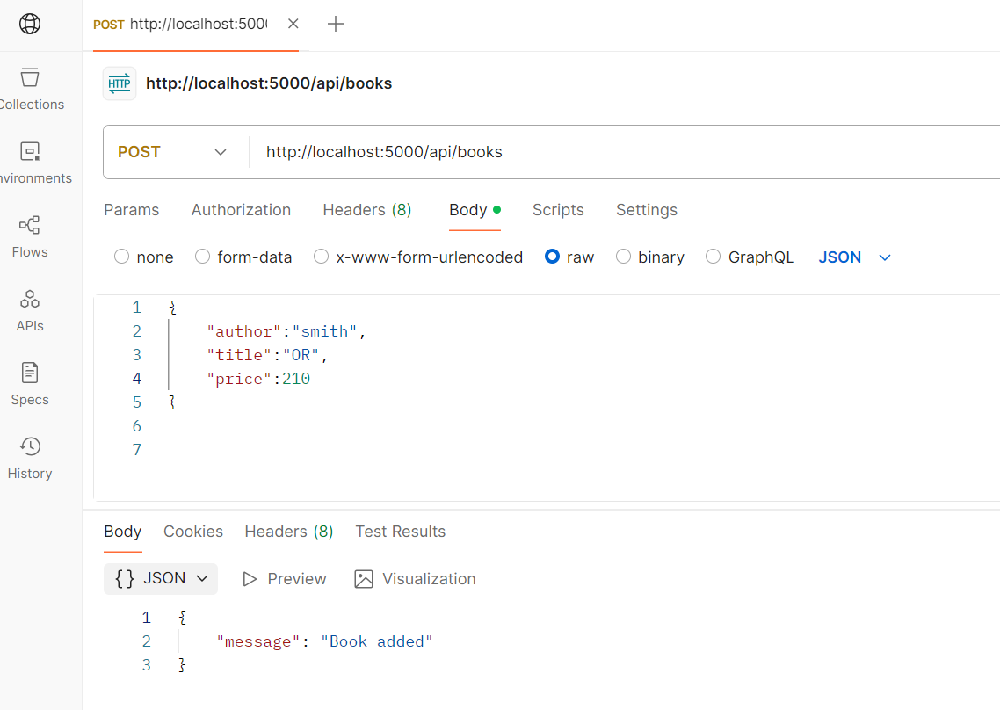 POST http://localhost:500
HTTP http://localhost:5000/api/books
Collections
Environments
Flows
APIs
Specs
History
POST http://localhost:5000/api/books
Params Authorization Headers (8) Body Scripts Settings
none form-data x-www-form-urlencoded raw binary GraphQL JSON
1 {
2 "author":"smith",
3 "title":"OR",
4 "price":210
5 }
6
7
Body Cookies Headers (8) Test Results
{} JSON Preview Visualization
1 {
2 "message": "Book added"
3 }